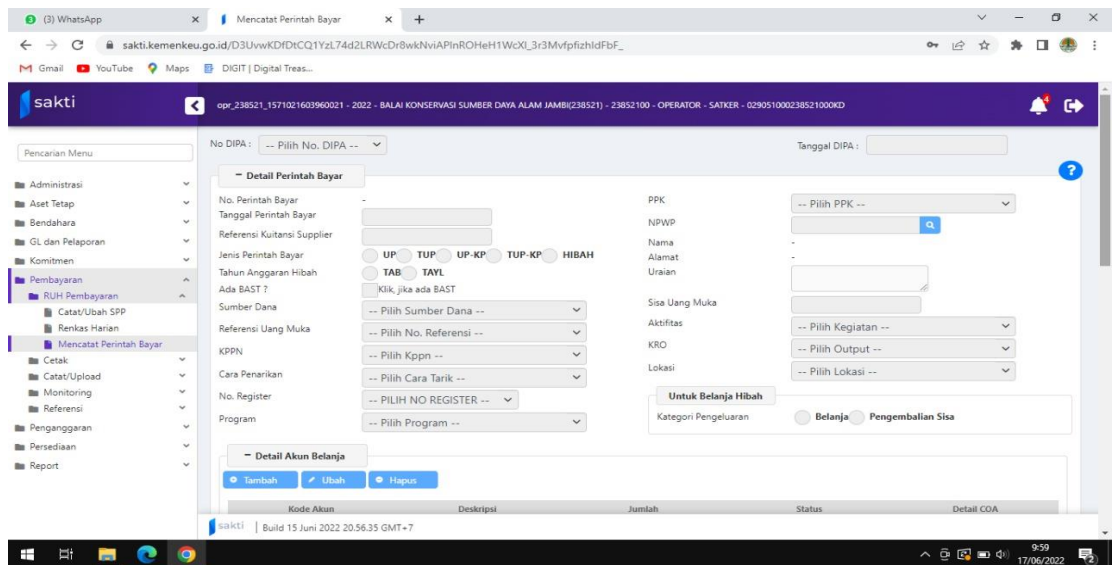 (3) WhatsApp
Mencatat Perintah Bayar
sakti.kemenkeu.go.id/D3UvwKDfDtCQ1YzL74d2LRWcDr8wkNviAPlnROHeH1WcXl_3r3MvfpfizhIdFbF_
Gmail YouTube Maps DIGIT | Digital Treas...
sakti
opr_238521_1571021603960021 - 2022 - BALAI KONSERVASI SUMBER DAYA ALAM JAMBI(238521) - 23852100 - OPERATOR - SATKER - 029051000238521000KD
4
Pencarian Menu
Administrasi
Aset Tetap
Bendahara
GL dan Pelaporan
Komitmen
Pembayaran
RUH Pembayaran
Catat/Ubah SPP
Renkas Harian
Mencatat Perintah Bayar
Cetak
Catat/Upload
Monitoring
Referensi
Penganggaran
Persediaan
Report
No DIPA : -- Pilih No. DIPA --
Tanggal DIPA :
?
− Detail Perintah Bayar
No. Perintah Bayar -
Tanggal Perintah Bayar
Referensi Kuitansi Supplier
Jenis Perintah Bayar UP TUP UP-KP TUP-KP HIBAH
Tahun Anggaran Hibah TAB TAYL
Ada BAST ? Klik, jika ada BAST
Sumber Dana -- Pilih Sumber Dana --
Referensi Uang Muka -- Pilih No. Referensi --
KPPN -- Pilih Kppn --
Cara Penarikan -- Pilih Cara Tarik --
No. Register -- PILIH NO REGISTER --
Program -- Pilih Program --
PPK -- Pilih PPK --
NPWP
Nama -
Alamat -
Uraian
Sisa Uang Muka
Aktifitas -- Pilih Kegiatan --
KRO -- Pilih Output --
Lokasi -- Pilih Lokasi --
Untuk Belanja Hibah
Kategori Pengeluaran Belanja Pengembalian Sisa
− Detail Akun Belanja
Tambah Ubah Hapus
Kode Akun Deskripsi Jumlah Status Detail COA
sakti | Build 15 Juni 2022 20.56.35 GMT+7
9:59
17/06/2022
2